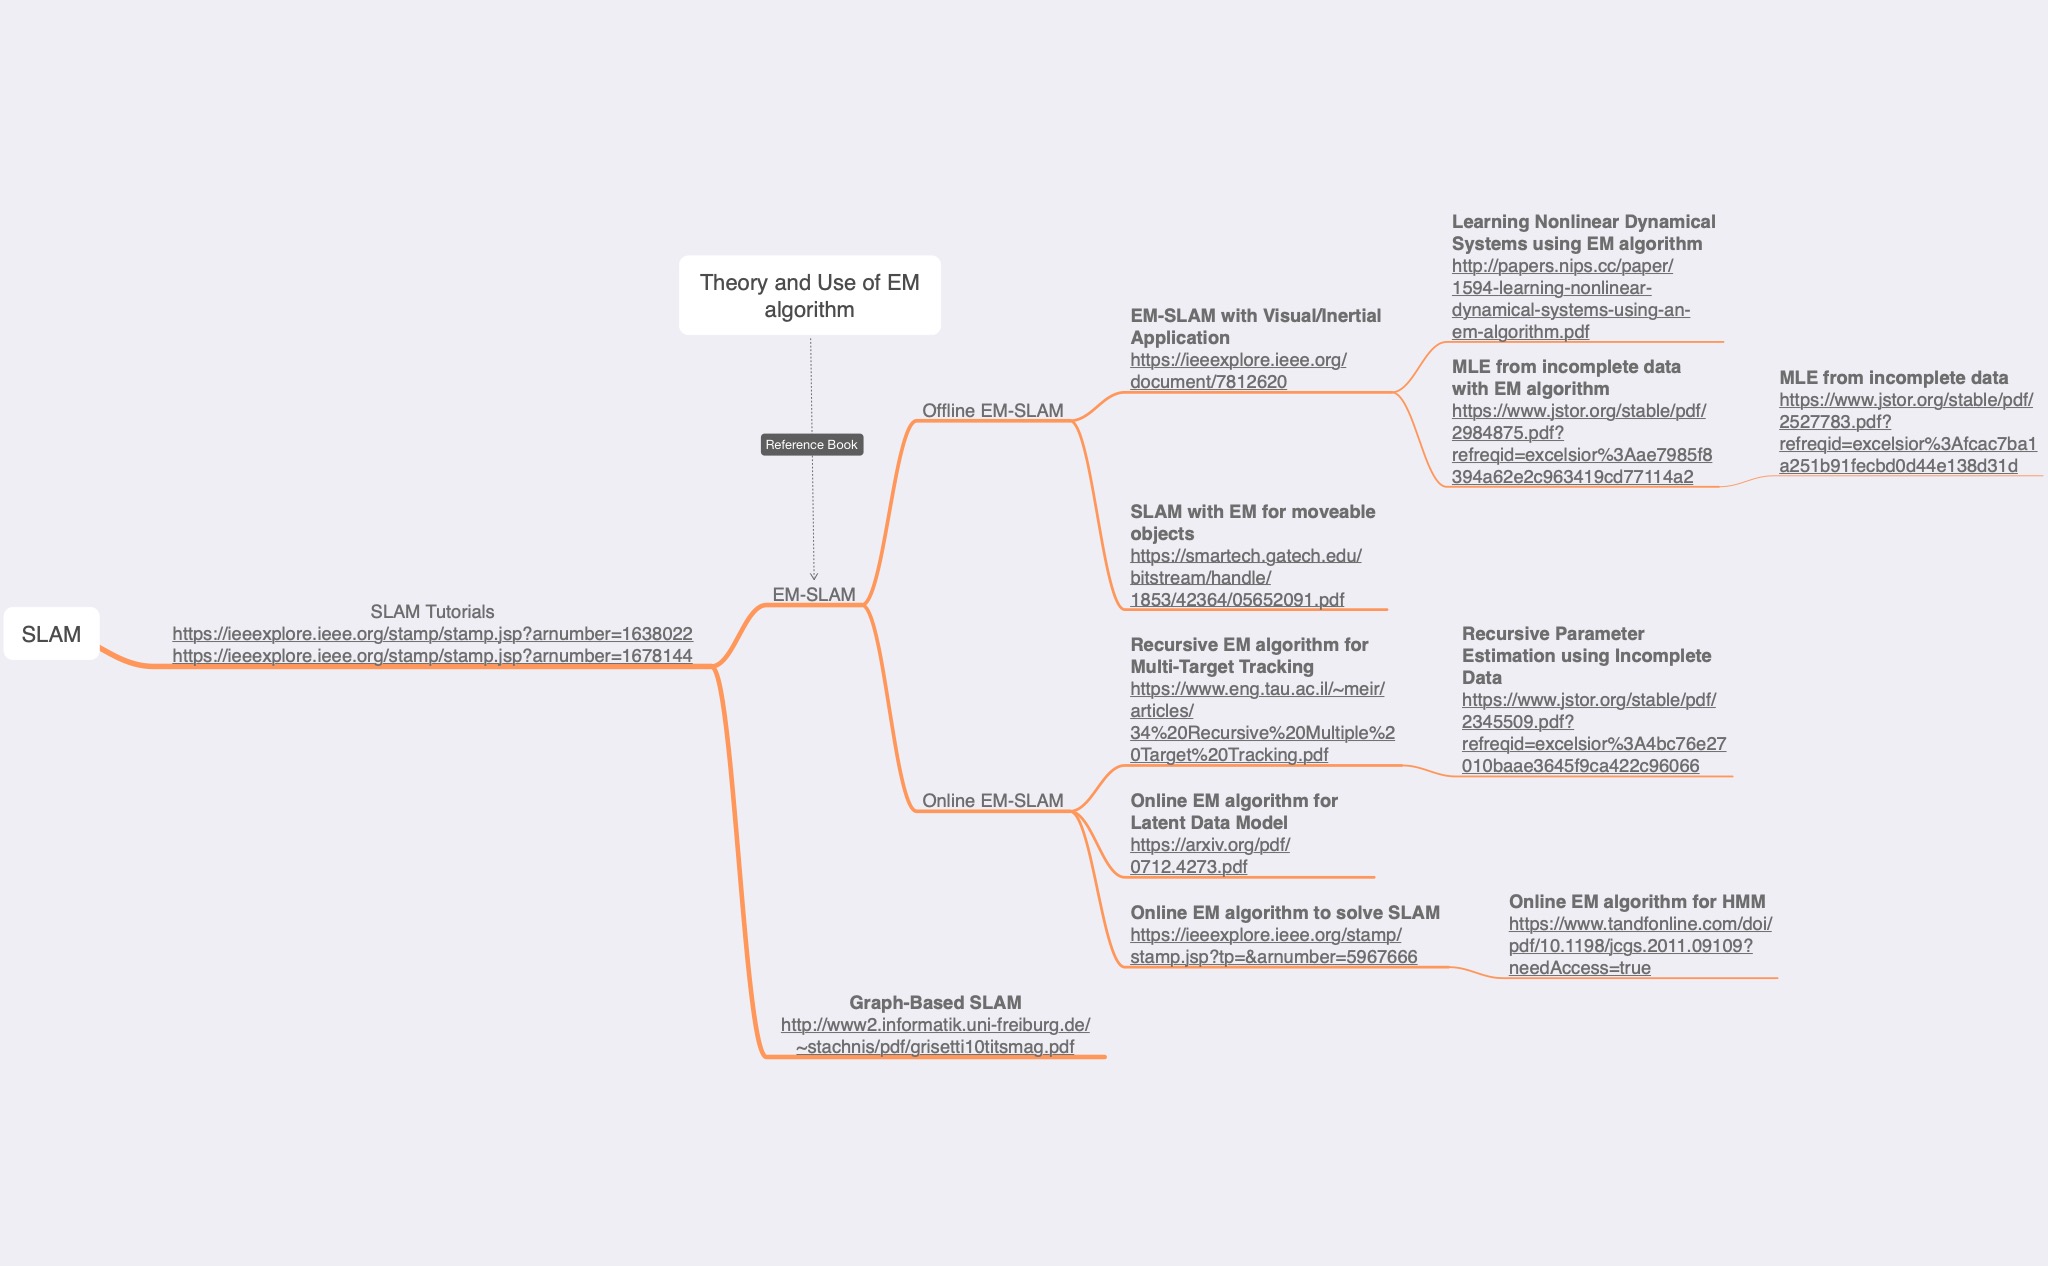 SLAM
SLAM Tutorials
https://ieeexplore.ieee.org/stamp/stamp.jsp?arnumber=1638022
https://ieeexplore.ieee.org/stamp/stamp.jsp?arnumber=1678144
Theory and Use of EM
algorithm
Reference Book
EM-SLAM
Offline EM-SLAM
EM-SLAM with Visual/Inertial
Application
https://ieeexplore.ieee.org/
document/7812620
Learning Nonlinear Dynamical
Systems using EM algorithm
http://papers.nips.cc/paper/
1594-learning-nonlinear-
dynamical-systems-using-an-
em-algorithm.pdf
MLE from incomplete data
with EM algorithm
https://www.jstor.org/stable/pdf/
2984875.pdf?
refreqid=excelsior%3Aae7985f8
394a62e2c963419cd77114a2
MLE from incomplete data
https://www.jstor.org/stable/pdf/
2527783.pdf?
refreqid=excelsior%3Afcac7ba1
a251b91fecbd0d44e138d31d
SLAM with EM for moveable
objects
https://smartech.gatech.edu/
bitstream/handle/
1853/42364/05652091.pdf
Online EM-SLAM
Recursive EM algorithm for
Multi-Target Tracking
https://www.eng.tau.ac.il/~meir/
articles/
34%20Recursive%20Multiple%2
0Target%20Tracking.pdf
Recursive Parameter
Estimation using Incomplete
Data
https://www.jstor.org/stable/pdf/
2345509.pdf?
refreqid=excelsior%3A4bc76e27
010baae3645f9ca422c96066
Online EM algorithm for
Latent Data Model
https://arxiv.org/pdf/
0712.4273.pdf
Online EM algorithm to solve SLAM
https://ieeexplore.ieee.org/stamp/
stamp.jsp?tp=&arnumber=5967666
Online EM algorithm for HMM
https://www.tandfonline.com/doi/
pdf/10.1198/jcgs.2011.09109?
needAccess=true
Graph-Based SLAM
http://www2.informatik.uni-freiburg.de/
~stachnis/pdf/grisetti10titsmag.pdf